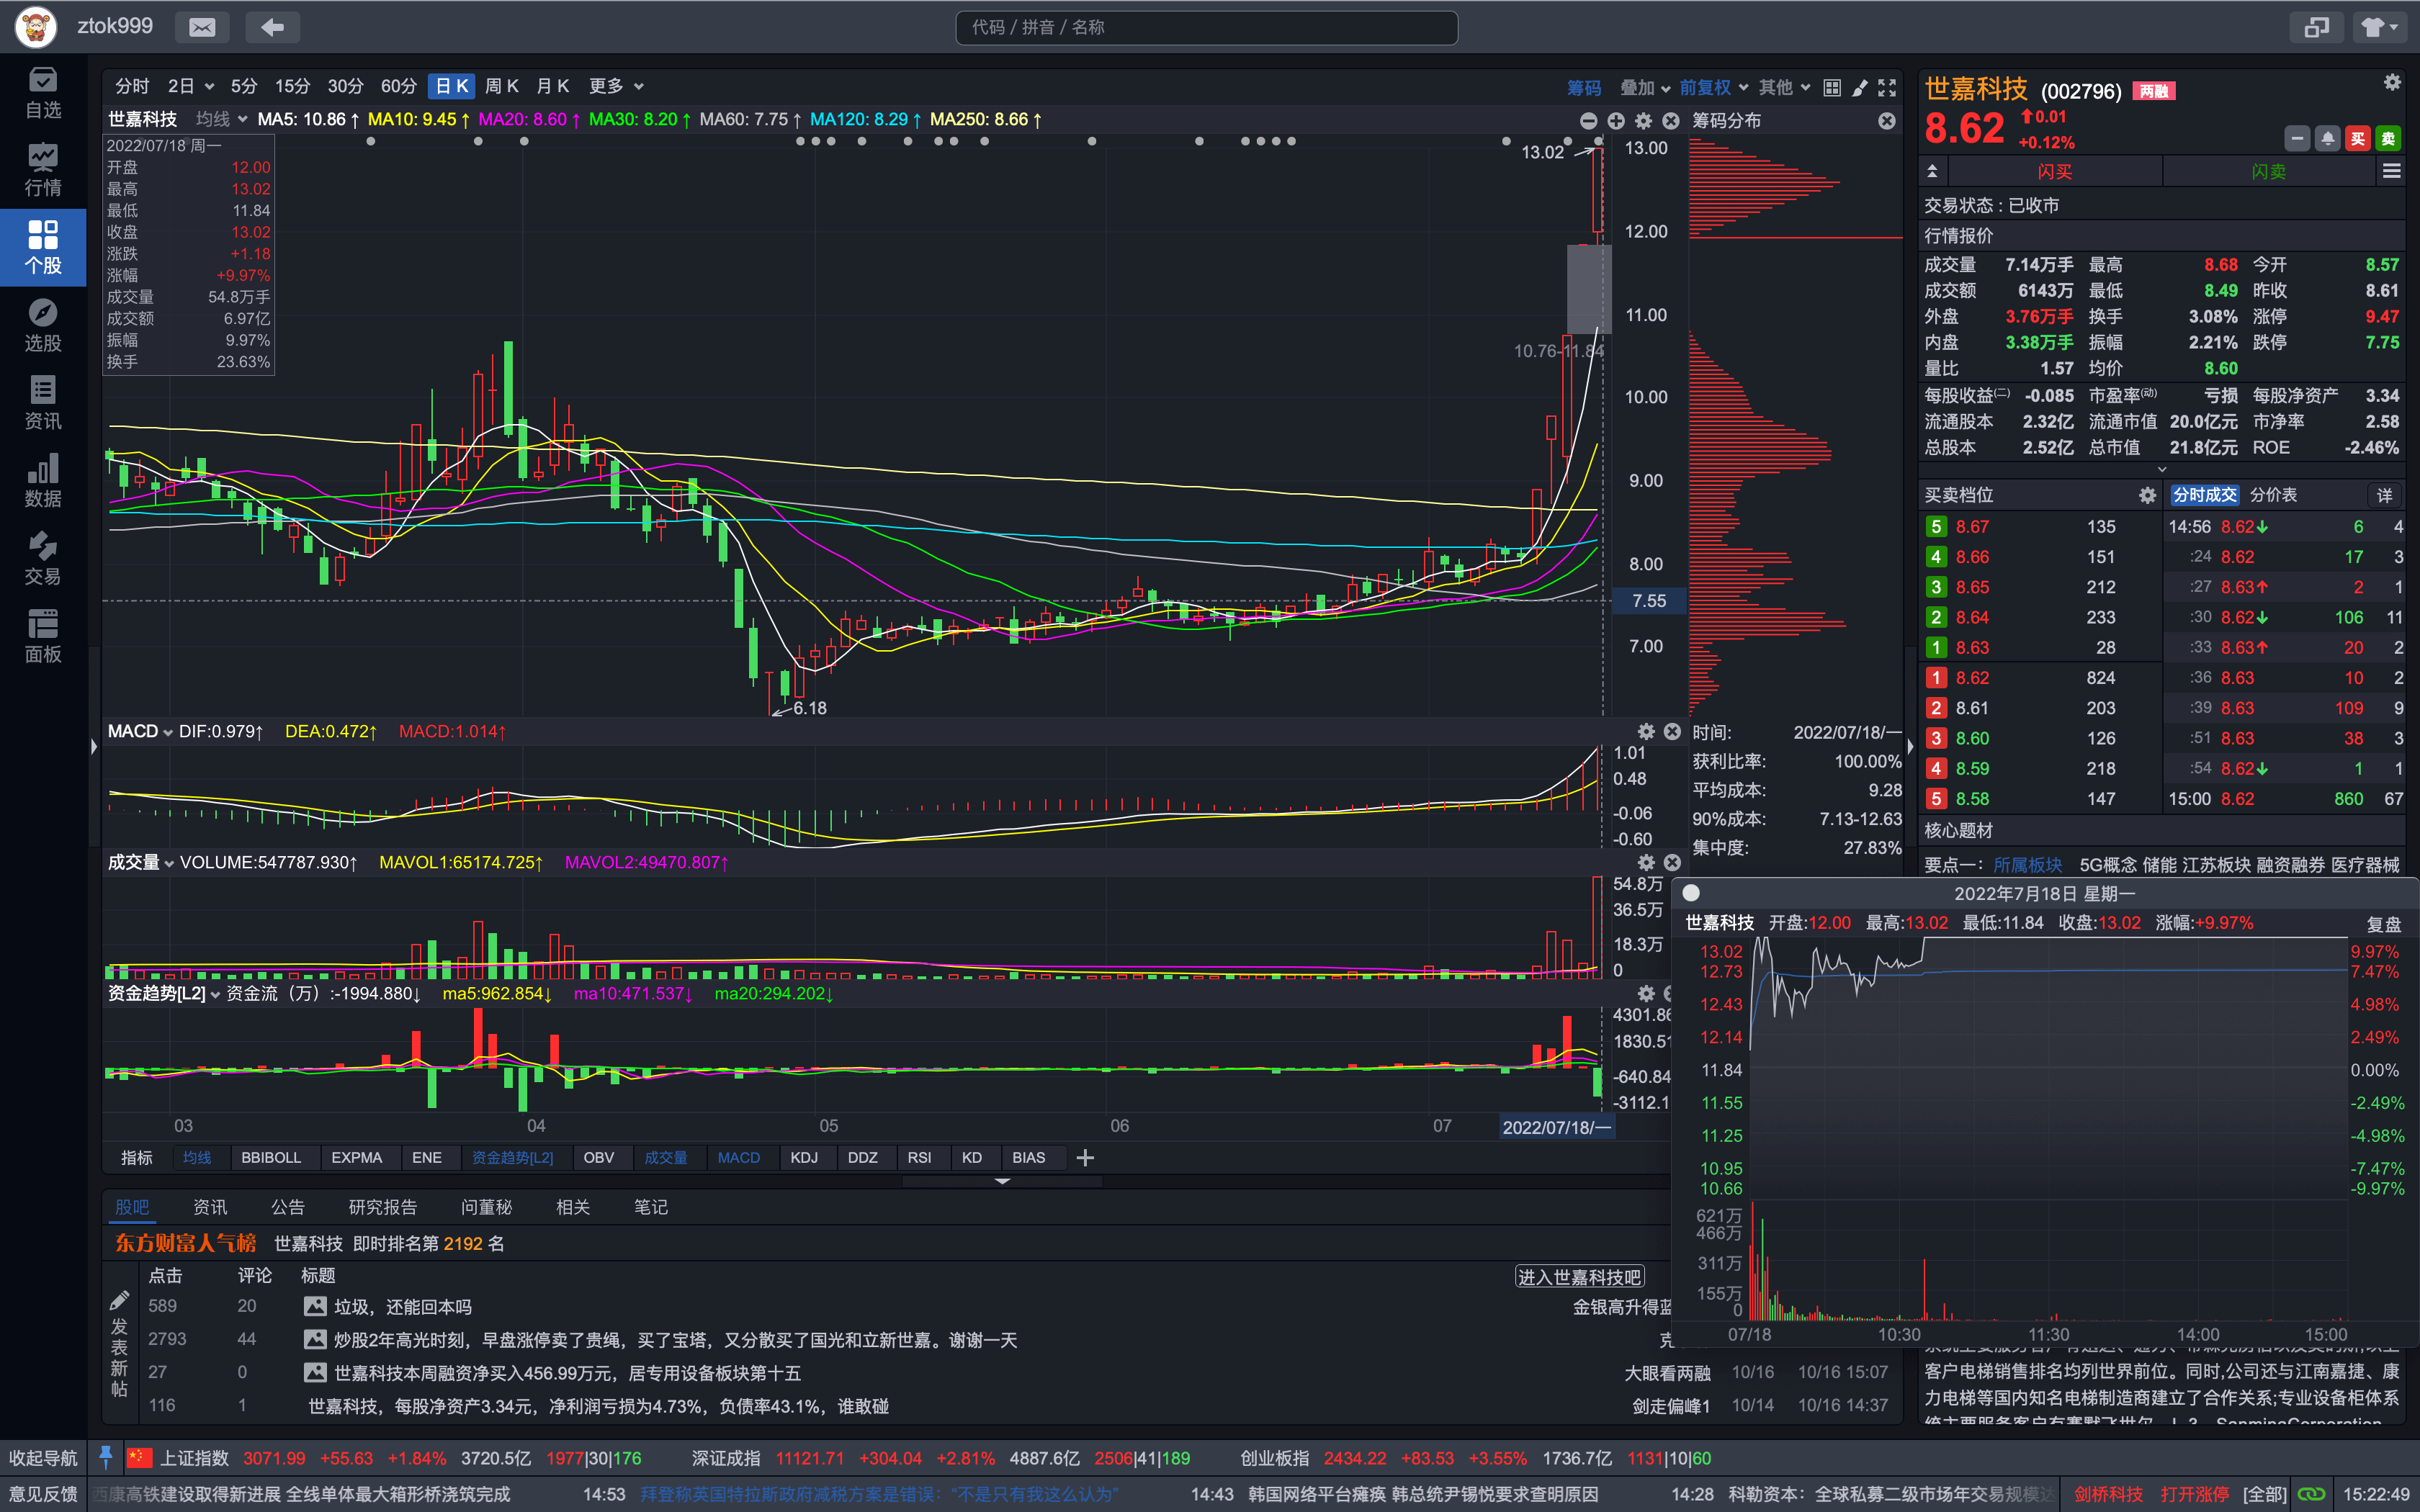 ztok999
代码 / 拼音 / 名称
自选
行情
个股
选股
资讯
数据
交易
面板
分时 2日 5分 15分 30分 60分 日K 周K 月K 更多 筹码 叠加 前复权 其他
世嘉科技 均线 MA5: 10.86↑ MA10: 9.45↑ MA20: 8.60↑ MA30: 8.20↑ MA60: 7.75↑ MA120: 8.29↑ MA250: 8.66↑
筹码分布
2022/07/18 周一
开盘 12.00
最高 13.02
最低 11.84
收盘 13.02
涨跌 +1.18
涨幅 +9.97%
成交量 54.8万手
成交额 6.97亿
振幅 9.97%
换手 23.63%
13.02
10.76-11.84
6.18
13.00
12.00
11.00
10.00
9.00
8.00
7.55
7.00
MACD DIF:0.979↑ DEA:0.472↑ MACD:1.014↑
1.01
0.48
-0.06
-0.60
成交量 VOLUME:547787.930↑ MAVOL1:65174.725↑ MAVOL2:49470.807↑
54.8万
36.5万
18.3万
0
资金趋势[L2] 资金流（万）:-1994.880↓ ma5:962.854↓ ma10:471.537↓ ma20:294.202↓
4301.86
1830.51
-640.84
-3112.1
03 04 05 06 07 2022/07/18/一
时间: 2022/07/18/一
获利比率: 100.00%
平均成本: 9.28
90%成本: 7.13-12.63
集中度: 27.83%
指标 均线 BBIBOLL EXPMA ENE 资金趋势[L2] OBV 成交量 MACD KDJ DDZ RSI KD BIAS
股吧 资讯 公告 研究报告 问董秘 相关 笔记
东方财富人气榜 世嘉科技 即时排名第 2192 名
点击 评论 标题 进入世嘉科技吧
589 20 垃圾，还能回本吗 金银高升得蓝
2793 44 炒股2年高光时刻，早盘涨停卖了贵绳，买了宝塔，又分散买了国光和立新世嘉。谢谢一天 克
27 0 世嘉科技本周融资净买入456.99万元，居专用设备板块第十五 大眼看两融 10/16 10/16 15:07
116 1 世嘉科技，每股净资产3.34元，净利润亏损为4.73%，负债率43.1%，谁敢碰 剑走偏峰1 10/14 10/16 14:37
发表新帖
世嘉科技 (002796) 两融
8.62 0.01
+0.12%
买 卖
闪买 闪卖
交易状态 : 已收市
行情报价
成交量 7.14万手 最高 8.68 今开 8.57
成交额 6143万 最低 8.49 昨收 8.61
外盘 3.76万手 换手 3.08% 涨停 9.47
内盘 3.38万手 振幅 2.21% 跌停 7.75
量比 1.57 均价 8.60
每股收益(二) -0.085 市盈率(动) 亏损 每股净资产 3.34
流通股本 2.32亿 流通市值 20.0亿元 市净率 2.58
总股本 2.52亿 总市值 21.8亿元 ROE -2.46%
买卖档位 分时成交 分价表 详
5 8.67 135 14:56 8.62↓ 6 4
4 8.66 151 :24 8.62 17 3
3 8.65 212 :27 8.63↑ 2 1
2 8.64 233 :30 8.62↓ 106 11
1 8.63 28 :33 8.63↑ 20 2
1 8.62 824 :36 8.63 10 2
2 8.61 203 :39 8.63 109 9
3 8.60 126 :51 8.63 38 3
4 8.59 218 :54 8.62↓ 1 1
5 8.58 147 15:00 8.62 860 67
核心题材
要点一： 所属板块 5G概念 储能 江苏板块 融资融券 医疗器械
2022年7月18日 星期一
世嘉科技 开盘:12.00 最高:13.02 最低:11.84 收盘:13.02 涨幅:+9.97% 复盘
13.02 9.97%
12.73 7.47%
12.43 4.98%
12.14 2.49%
11.84 0.00%
11.55 -2.49%
11.25 -4.98%
10.95 -7.47%
10.66 -9.97%
621万
466万
311万
155万
0
07/18 10:30 11:30 14:00 15:00
客户电梯销售排名均列世界前位。同时,公司还与江南嘉捷、康
力电梯等国内知名电梯制造商建立了合作关系;专业设备柜体系
收起导航 上证指数 3071.99 +55.63 +1.84% 3720.5亿 1977|30|176 深证成指 11121.71 +304.04 +2.81% 4887.6亿 2506|41|189 创业板指 2434.22 +83.53 +3.55% 1736.7亿 1131|10|60
意见反馈 西康高铁建设取得新进展 全线单体最大箱形桥浇筑完成 14:53 拜登称英国特拉斯政府减税方案是错误：“不是只有我这么认为” 14:43 韩国网络平台瘫痪 韩总统尹锡悦要求查明原因 14:28 科勒资本：全球私募二级市场年交易规模达 剑桥科技 打开涨停 [全部] 15:22:49